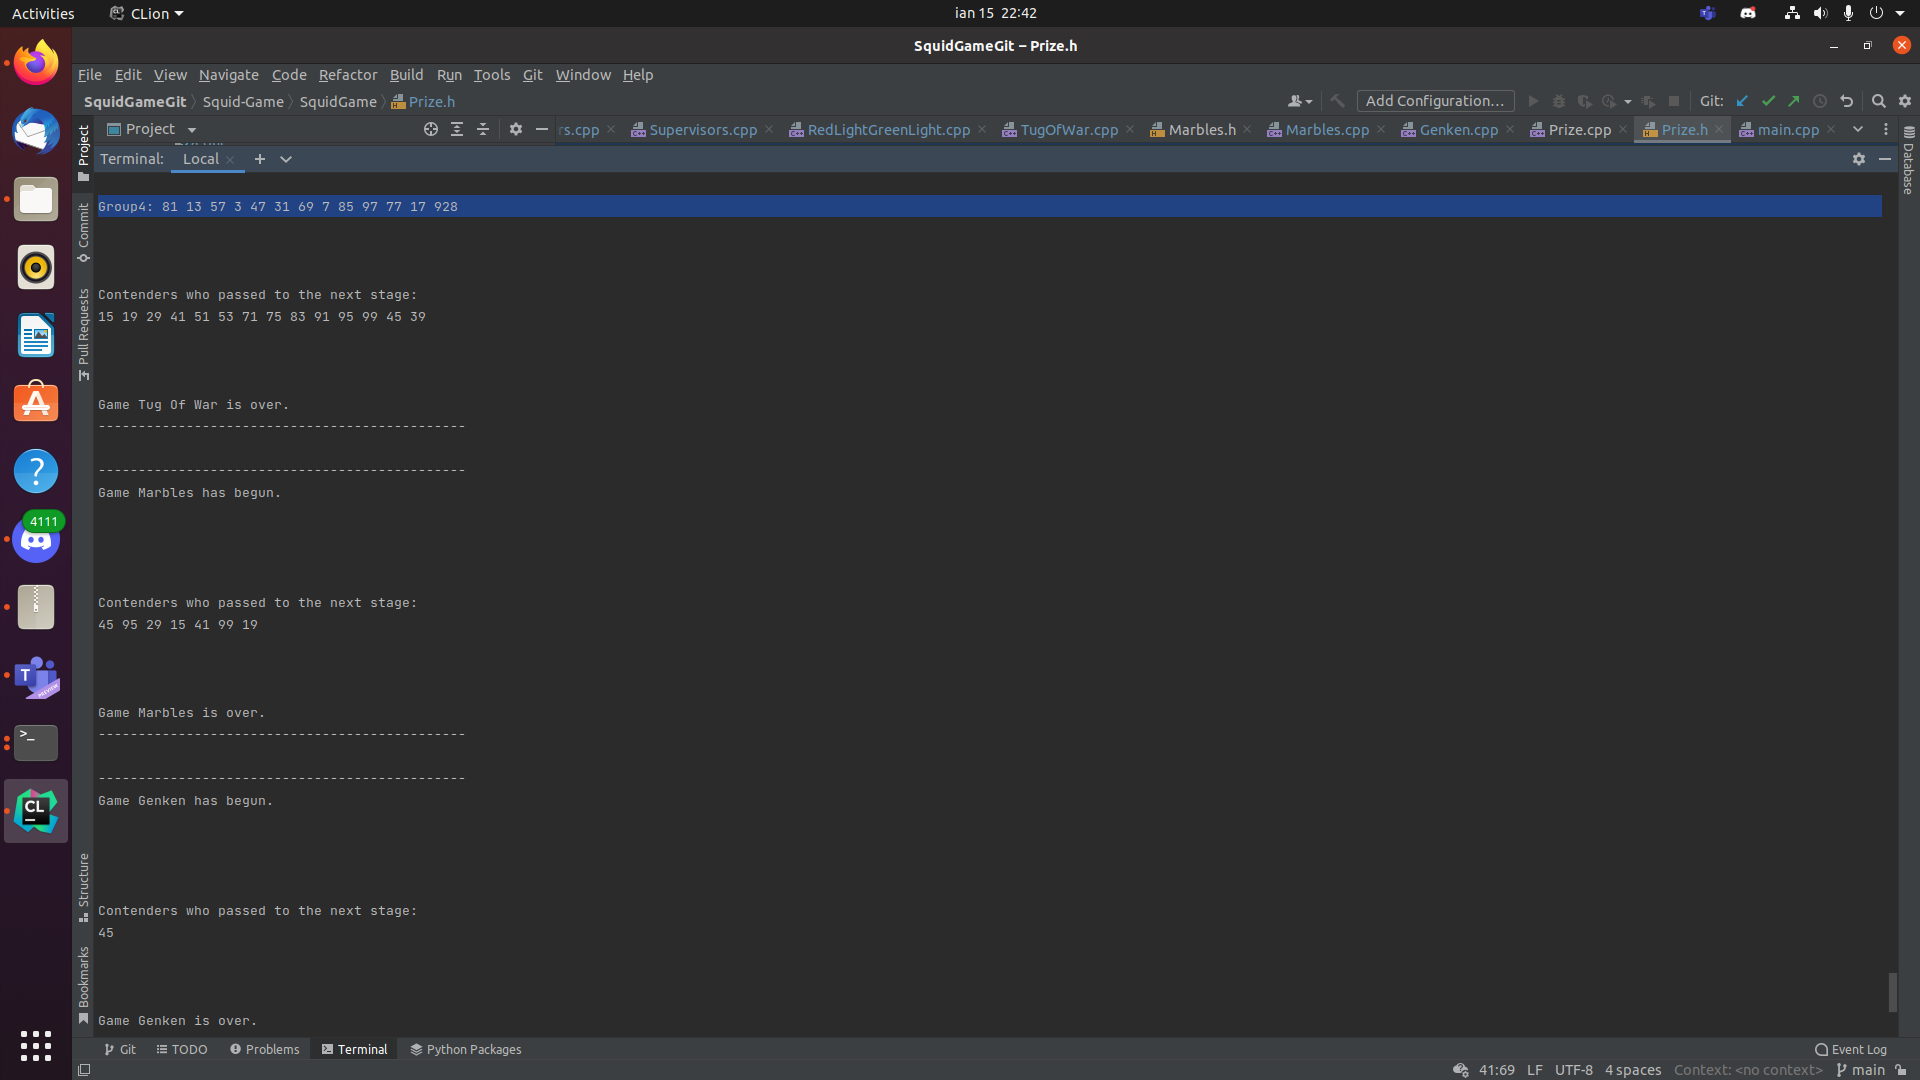 Activities CLion ian 15 22:42
SquidGameGit – Prize.h
File Edit View Navigate Code Refactor Build Run Tools Git Window Help
SquidGameGit Squid-Game SquidGame Prize.h Add Configuration... Git:
Project rs.cpp Supervisors.cpp RedLightGreenLight.cpp TugOfWar.cpp Marbles.h Marbles.cpp Genken.cpp Prize.cpp Prize.h main.cpp
Terminal: Local
Project
Commit
Pull Requests
Structure
Bookmarks
Database
Group4: 81 13 57 3 47 31 69 7 85 97 77 17 928
Contenders who passed to the next stage:
15 19 29 41 51 53 71 75 83 91 95 99 45 39
Game Tug Of War is over.
----------------------------------------------
----------------------------------------------
Game Marbles has begun.
Contenders who passed to the next stage:
45 95 29 15 41 99 19
Game Marbles is over.
----------------------------------------------
----------------------------------------------
Game Genken has begun.
Contenders who passed to the next stage:
45
Game Genken is over.
4111
T
PREVIEW
>_
CL
Git TODO Problems Terminal Python Packages Event Log
41:69 LF UTF-8 4 spaces Context: <no context> main